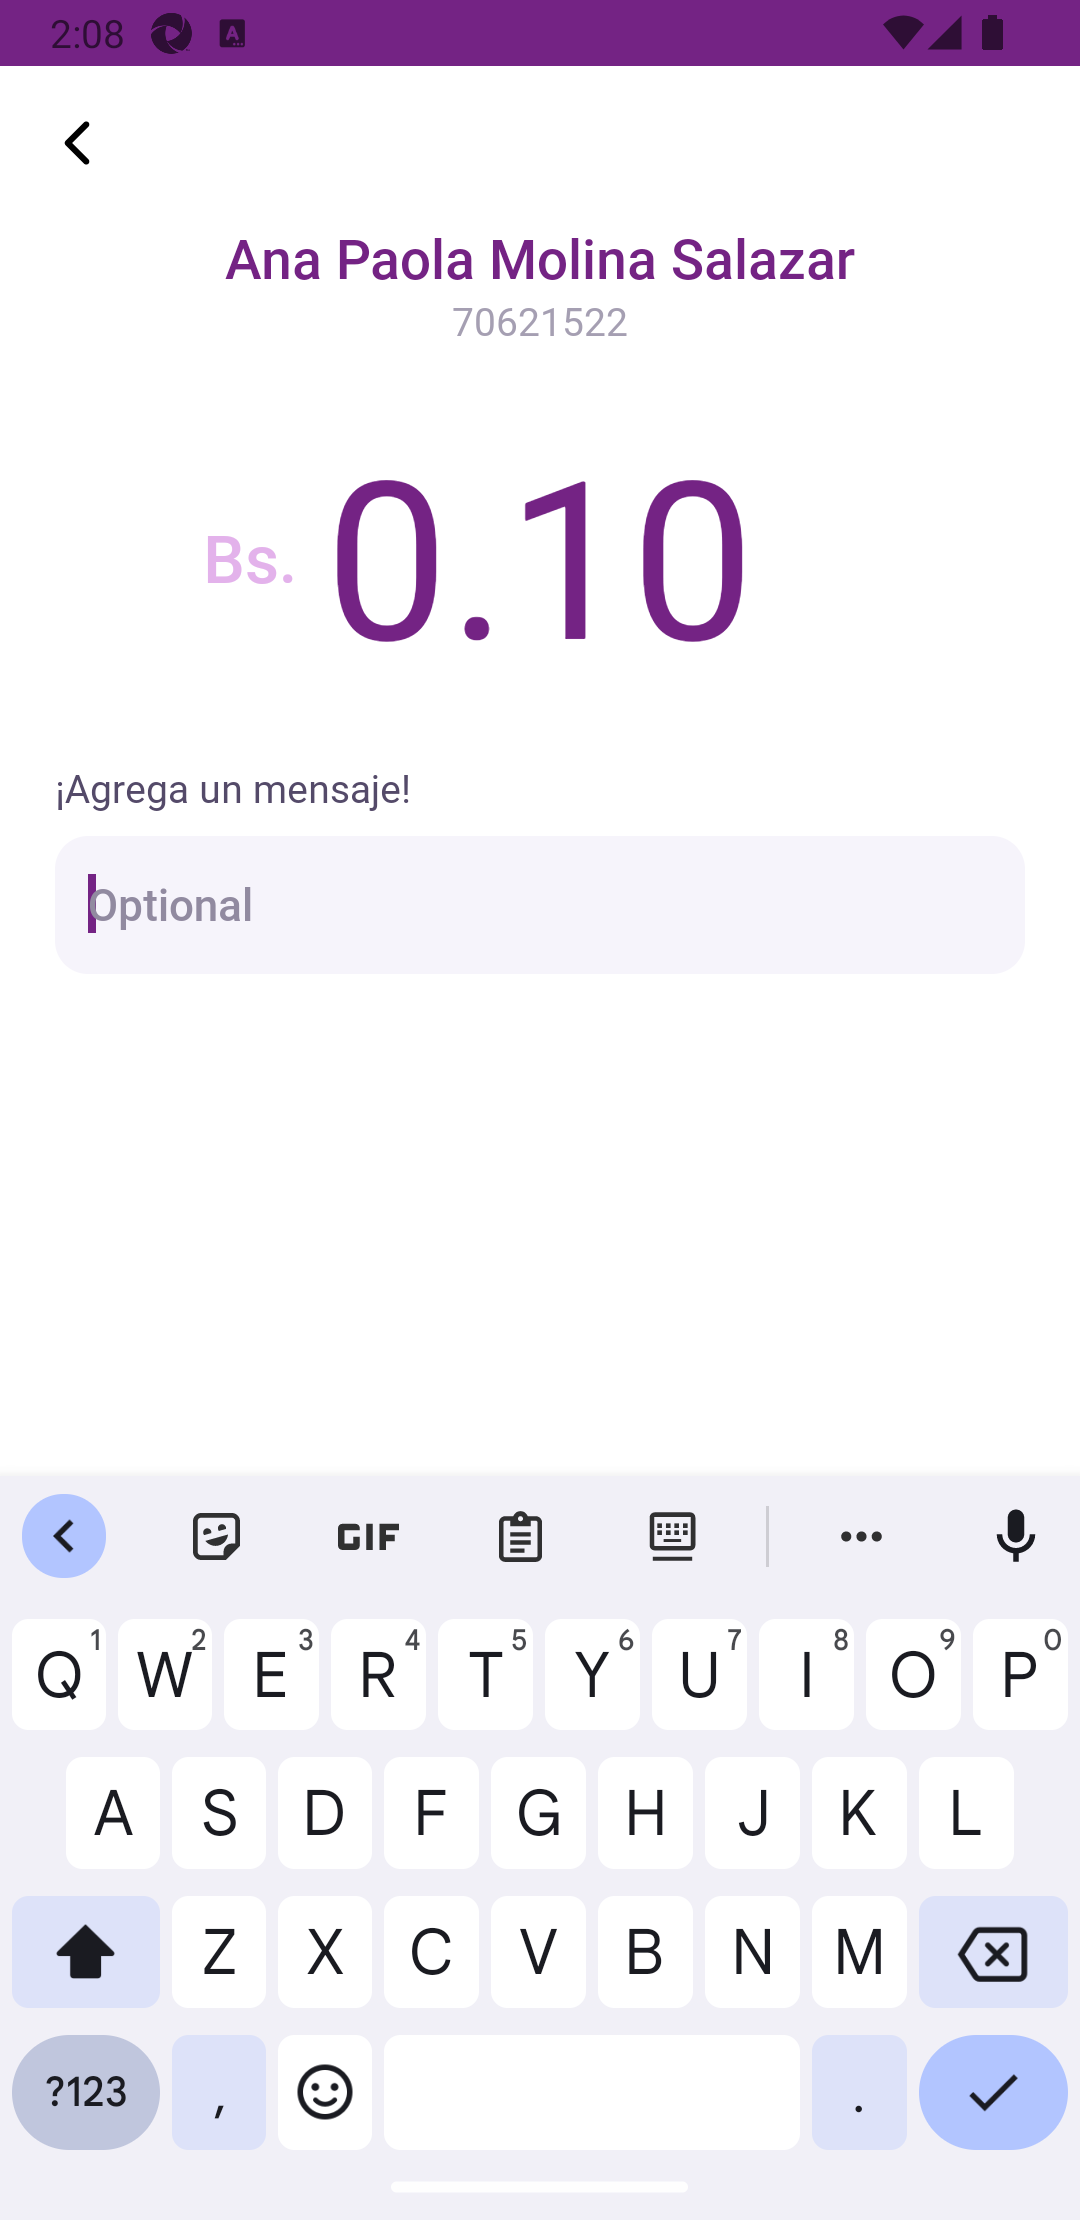 2:08
Ana Paola Molina Salazar
70621522
Bs. 0.10
¡Agrega un mensaje!
Optional
GIF
Q 1 W 2 E 3 R 4 T 5 Y 6 U 7 I 8 O 9 P 0
A S D F G H J K L
Z X C V B N M
?123 , .